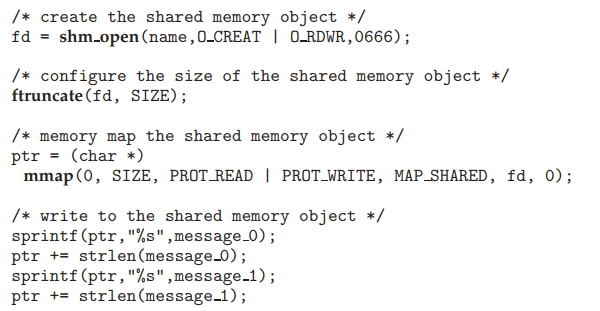 /* create the shared memory object */
fd = shm_open(name,O_CREAT | O_RDWR,0666);
/* configure the size of the shared memory object */
ftruncate(fd, SIZE);
/* memory map the shared memory object */
ptr = (char *)
mmap(0, SIZE, PROT_READ | PROT_WRITE, MAP_SHARED, fd, 0);
/* write to the shared memory object */
sprintf(ptr,"%s",message_0);
ptr += strlen(message_0);
sprintf(ptr,"%s",message_1);
ptr += strlen(message_1);